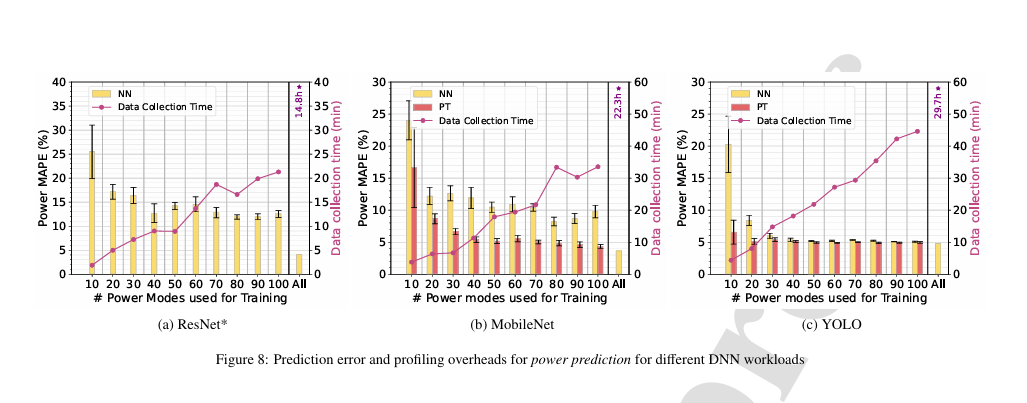 40
35
30
25
20
15
10
5
0
Power MAPE (%)
NN
Data Collection Time
14.8h★
40
35
30
25
20
15
10
5
0
Data collection time (min)
10 20 30 40 50 60 70 80 90 100 All
# Power Modes used for Training
(a) ResNet*
30
25
20
15
10
5
0
Power MAPE (%)
NN
PT
Data Collection Time
22.3h★
60
50
40
30
20
10
0
Data collection time (min)
10 20 30 40 50 60 70 80 90 100 All
# Power modes used for Training
(b) MobileNet
30
25
20
15
10
5
0
Power MAPE (%)
NN
PT
Data Collection Time
29.7h★
60
50
40
30
20
10
0
Data collection time (min)
10 20 30 40 50 60 70 80 90 100 All
# Power modes used for Training
(c) YOLO
Figure 8: Prediction error and profiling overheads for power prediction for different DNN workloads